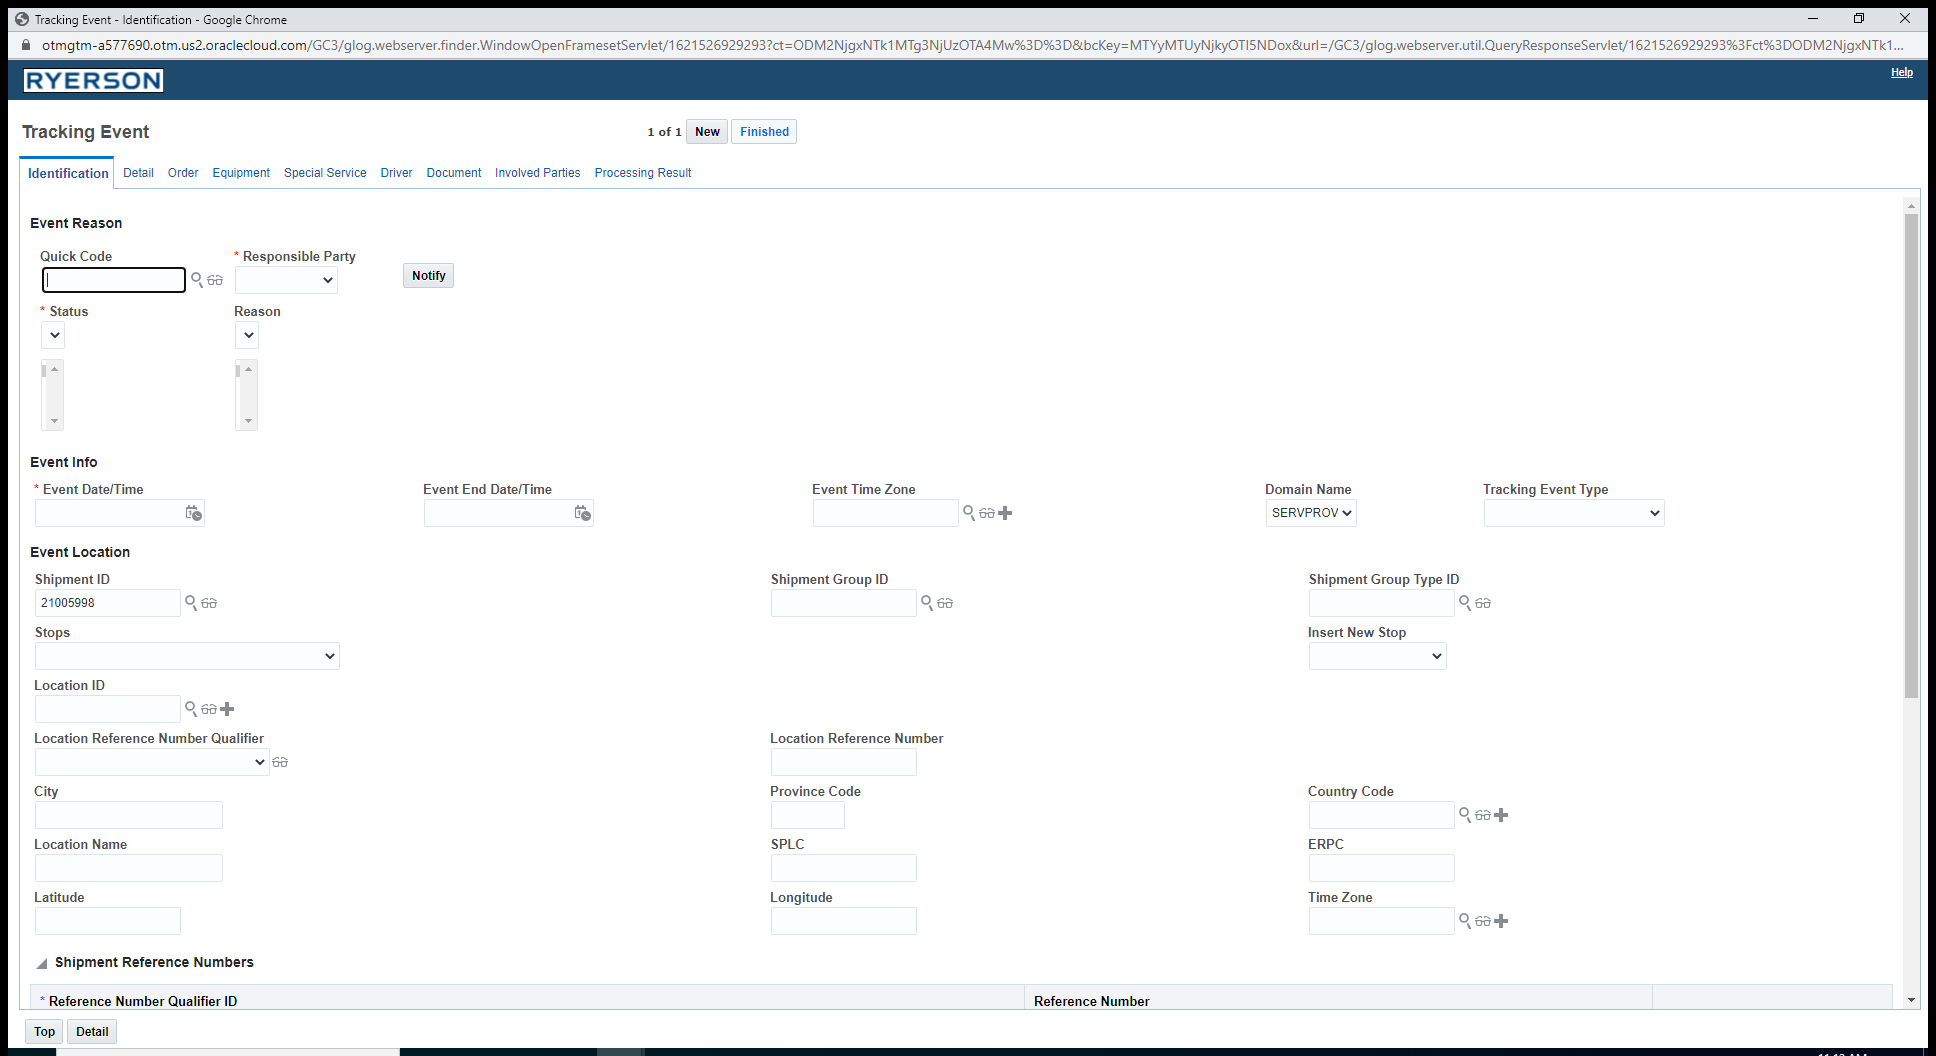 Tracking Event - Identification - Google Chrome
otmgtm-a577690.otm.us2.oraclecloud.com/GC3/glog.webserver.finder.WindowOpenFramesetServlet/1621526929293?ct=ODM2NjgxNTk1MTg3NjUzOTA4Mw%3D%3D&bcKey=MTYyMTUyNjkyOTI5NDox&url=/GC3/glog.webserver.util.QueryResponseServlet/1621526929293%3Fct%3DODM2NjgxNTk1...
RYERSON
Help
Tracking Event
1 of 1 New Finished
Identification Detail Order Equipment Special Service Driver Document Involved Parties Processing Result
Event Reason
Quick Code * Responsible Party
Notify
* Status Reason
Event Info
* Event Date/Time Event End Date/Time Event Time Zone Domain Name Tracking Event Type
SERVPROV
Event Location
Shipment ID Shipment Group ID Shipment Group Type ID
21005998
Stops Insert New Stop
Location ID
Location Reference Number Qualifier Location Reference Number
City Province Code Country Code
Location Name SPLC ERPC
Latitude Longitude Time Zone
Shipment Reference Numbers
* Reference Number Qualifier ID Reference Number
Top Detail